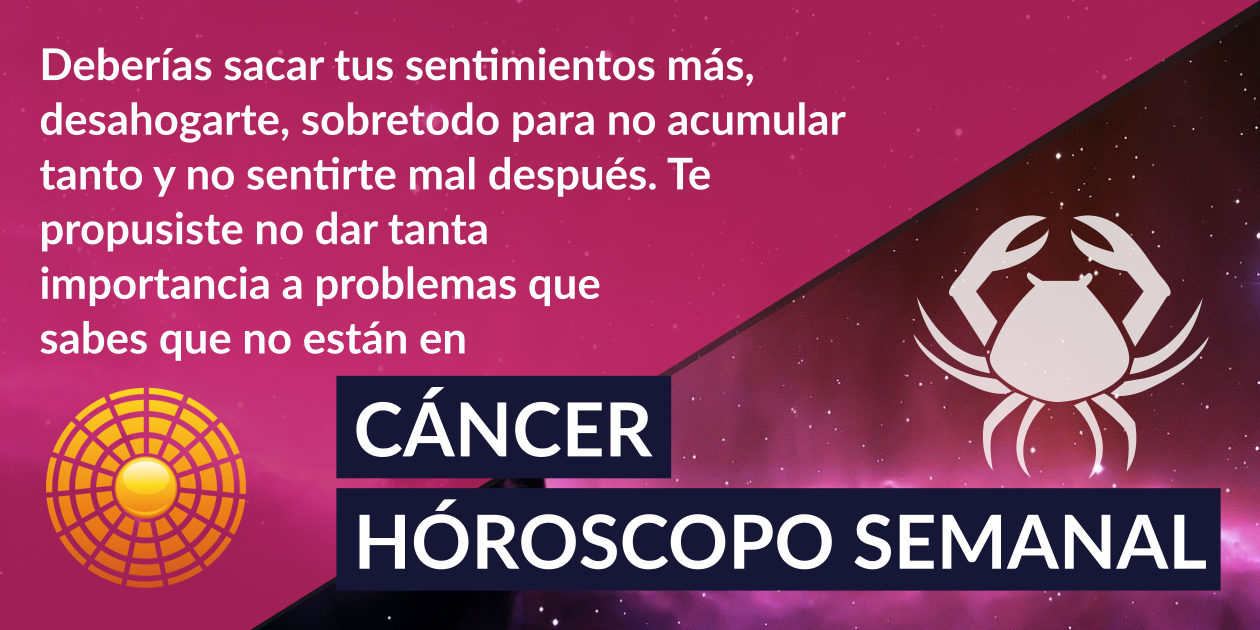 Deberías sacar tus sentimientos más,
desahogarte, sobretodo para no acumular
tanto y no sentirte mal después. Te
propusiste no dar tanta
importancia a problemas que
sabes que no están en
CÁNCER
HÓROSCOPO SEMANAL